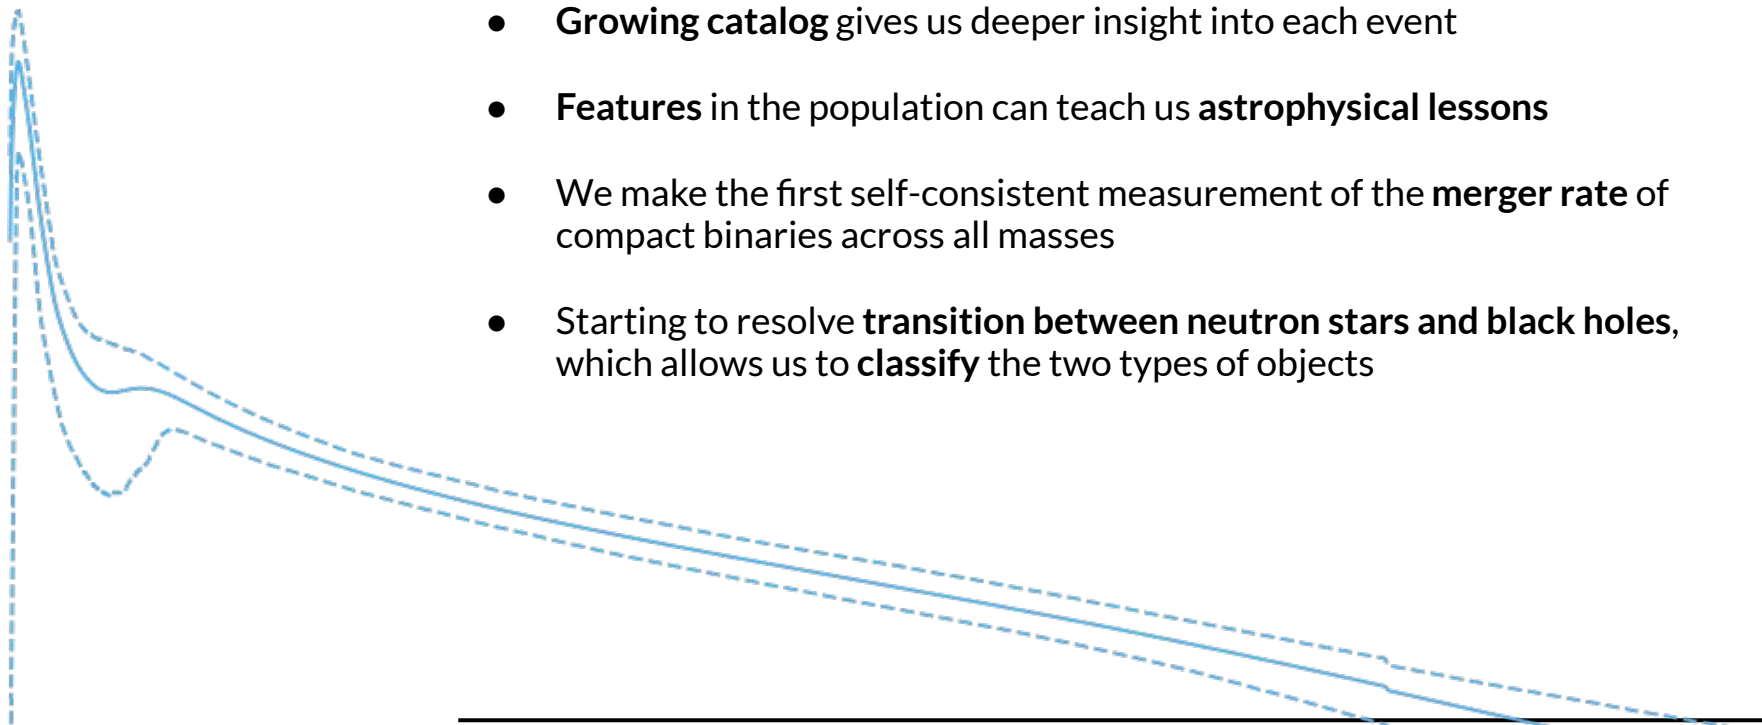 ● Growing catalog gives us deeper insight into each event
● Features in the population can teach us astrophysical lessons
● We make the first self-consistent measurement of the merger rate of
compact binaries across all masses
● Starting to resolve transition between neutron stars and black holes,
which allows us to classify the two types of objects